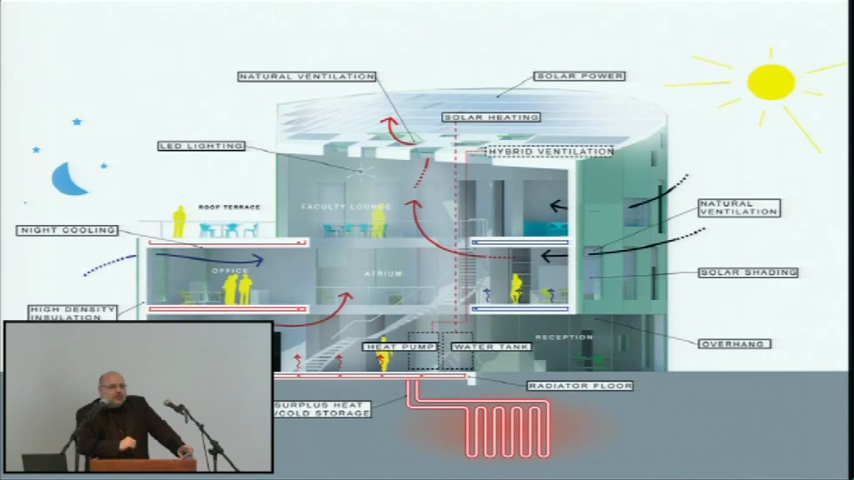 NATURAL VENTILATION
SOLAR POWER
SOLAR HEATING
LED LIGHTING
HYBRID VENTILATION
ROOF TERRACE
FACULTY LOUNGE
NATURAL
VENTILATION
NIGHT COOLING
OFFICE
ATRIUM
SOLAR SHADING
HIGH DENSITY
INSULATION
HEAT PUMP
WATER TANK
RECEPTION
OVERHANG
RADIATOR FLOOR
SURPLUS HEAT
/COLD STORAGE